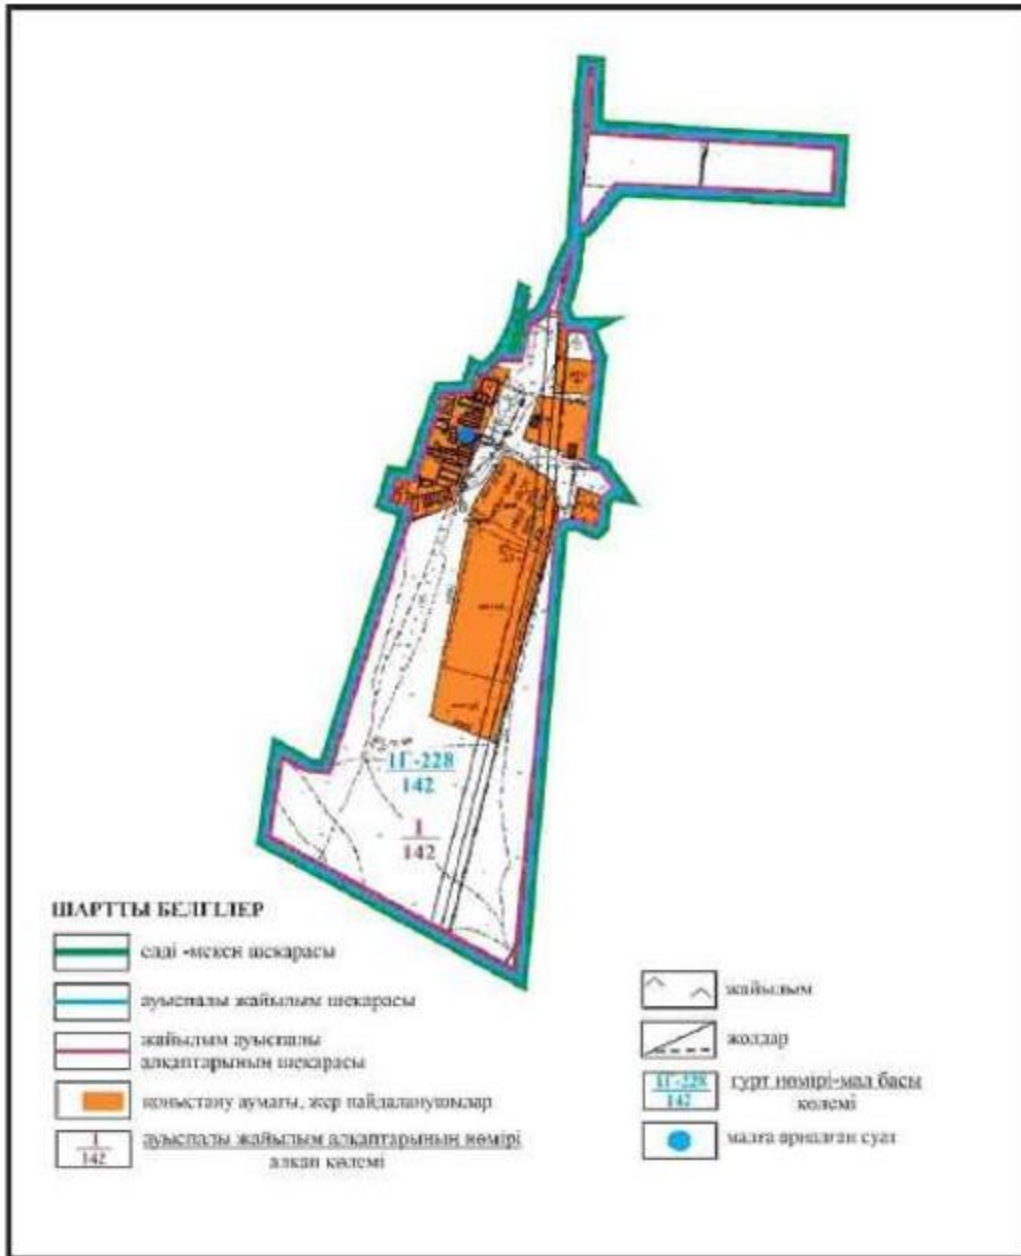 1Г-228
142
1
142
ШАРТТЫ БЕЛГІЛЕР
елді -мекен шекарасы
ауыспалы жайылым шекарасы
жайылым ауыспалы
алқаптарының шекарасы
қоныстану аумағы, жер пайдаланушылар
1
142
ауыспалы жайылым алқаптарының нөмірі
алқап көлемі
жайылым
жолдар
1Г-228
142
гурт нөмірі-мал басы
көлемі
малға арналған суат